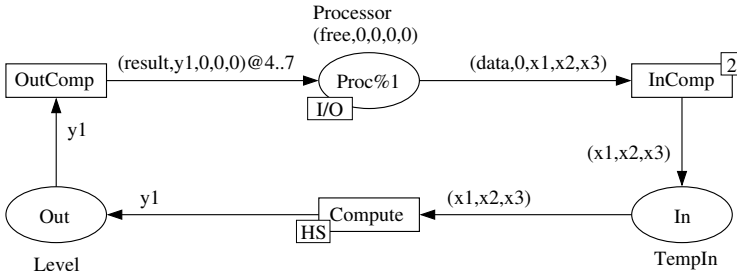 Processor
(free,0,0,0,0)
(result,y1,0,0,0)@4..7
(data,0,x1,x2,x3)
OutComp
Proc%1
InComp
2
I/O
y1
(x1,x2,x3)
y1
(x1,x2,x3)
Out
Compute
In
HS
Level
TempIn